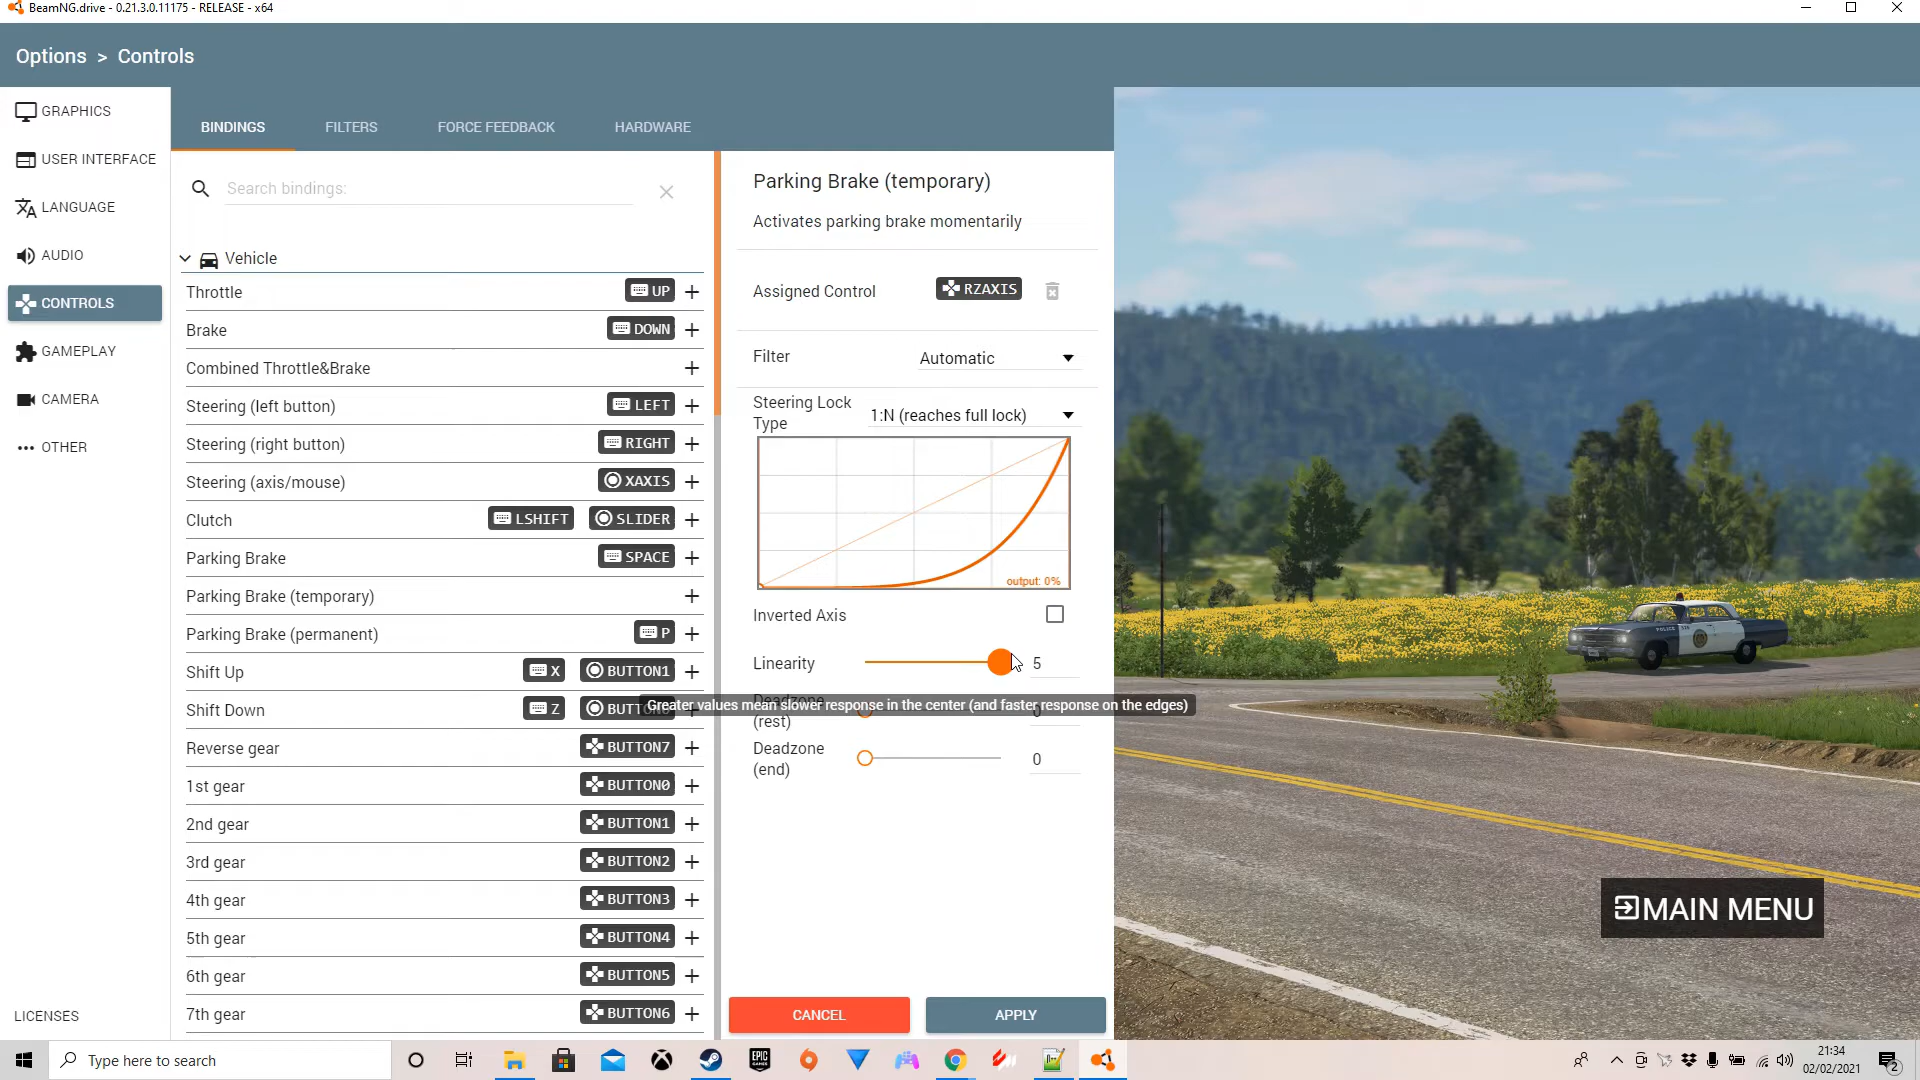 BeamNG.drive - 0.21.3.0.11175 - RELEASE - x64
Options > Controls
GRAPHICS
USER INTERFACE
LANGUAGE
AUDIO
CONTROLS
GAMEPLAY
CAMERA
OTHER
LICENSES
BINDINGS FILTERS FORCE FEEDBACK HARDWARE
Search bindings:
Vehicle
Throttle UP +
Brake DOWN +
Combined Throttle&Brake +
Steering (left button) LEFT +
Steering (right button) RIGHT +
Steering (axis/mouse) XAXIS +
Clutch LSHIFT SLIDER +
Parking Brake SPACE +
Parking Brake (temporary) +
Parking Brake (permanent) P +
Shift Up X BUTTON1 +
Shift Down Z
Reverse gear BUTTON7 +
1st gear BUTTON0 +
2nd gear BUTTON1 +
3rd gear BUTTON2 +
4th gear BUTTON3 +
5th gear BUTTON4 +
6th gear BUTTON5 +
7th gear BUTTON6 +
Parking Brake (temporary)
Activates parking brake momentarily
Assigned Control RZAXIS
Filter Automatic
Steering Lock
Type 1:N (reaches full lock)
output: 0%
Inverted Axis
Linearity 5
Greater values mean slower response in the center (and faster response on the edges)
Deadzone
(rest) 0
Deadzone
(end) 0
CANCEL APPLY
POLICE
MAIN MENU
Type here to search
EPIC
GAMES
21:34
02/02/2021
2